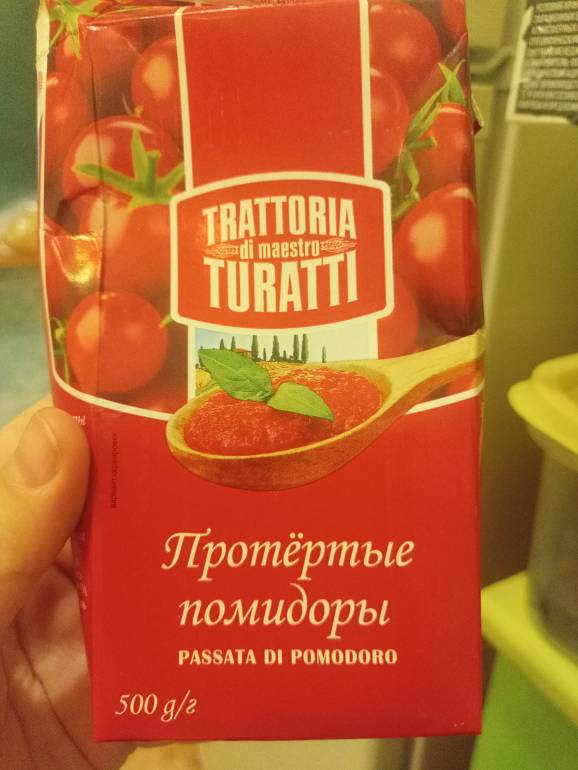 TRATTORIA
di maestro
TURATTI
Протёртые
помидоры
PASSATA DI POMODORO
500 g/г